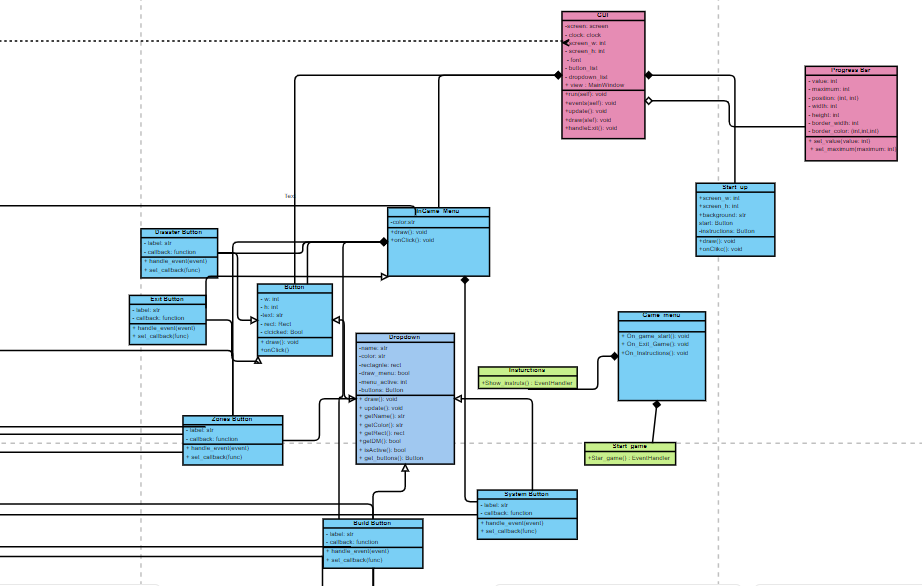 GUI
-screen: screen
- clock: clock
screen_w: int
- screen_h: int
- font
- button_list
- dropdown_list
+ view : MainWindow
+run(self): void
+events(self): void
+update(): void
+draw(slef): void
+handleExit(): void
Progress Bar
- value: int
- maximum: int
- position: (int, int)
- width: int
- height: int
- border_width: int
- border_color: (int,int,int)
+ set_value(value: int)
+ set_maximum(maximum: int)
Start_up
+screen_w: int
+screen_h: int
+background: str
start: Button
-instructions: Button
+draw(): void
+onClikc(): void
Text
InGame_Menu
-color:str
+draw(): void
+onClick(): void
Disaster Button
- label: str
- callback: function
+ handle_event(event)
+ set_callback(func)
Exit Button
- label: str
- callback: function
+ handle_event(event)
+ set_callback(func)
Button
- w: int
- h: int
-text: str
- rect: Rect
- clcicked: Bool
+ draw(): void
+onClick()
Dropdown
-name: str
-color: str
-rectagnle: rect
-draw_menu: bool
-menu_active: int
-buttons: Button
+ draw(): void
+ update(): void
+ getName(): str
+ getColor(): str
+ getRect(): rect
+getDM(): bool
+ isActive(): bool
+ get_buttons(): Button
Game_menu
+ On_game_start(): void
+ On_Exit_Game(): void
+On_Instructions(): void
Insturctions
+Show_instruts() : EventHandler
Start_game
+Star_game() : EventHandler
Zones Button
- label: str
- callback: function
+ handle_event(event)
+ set_callback(func)
System Button
- label: str
- callback: function
+ handle_event(event)
+ set_callback(func)
Build Button
- label: str
- callback: function
+ handle_event(event)
+ set_callback(func)